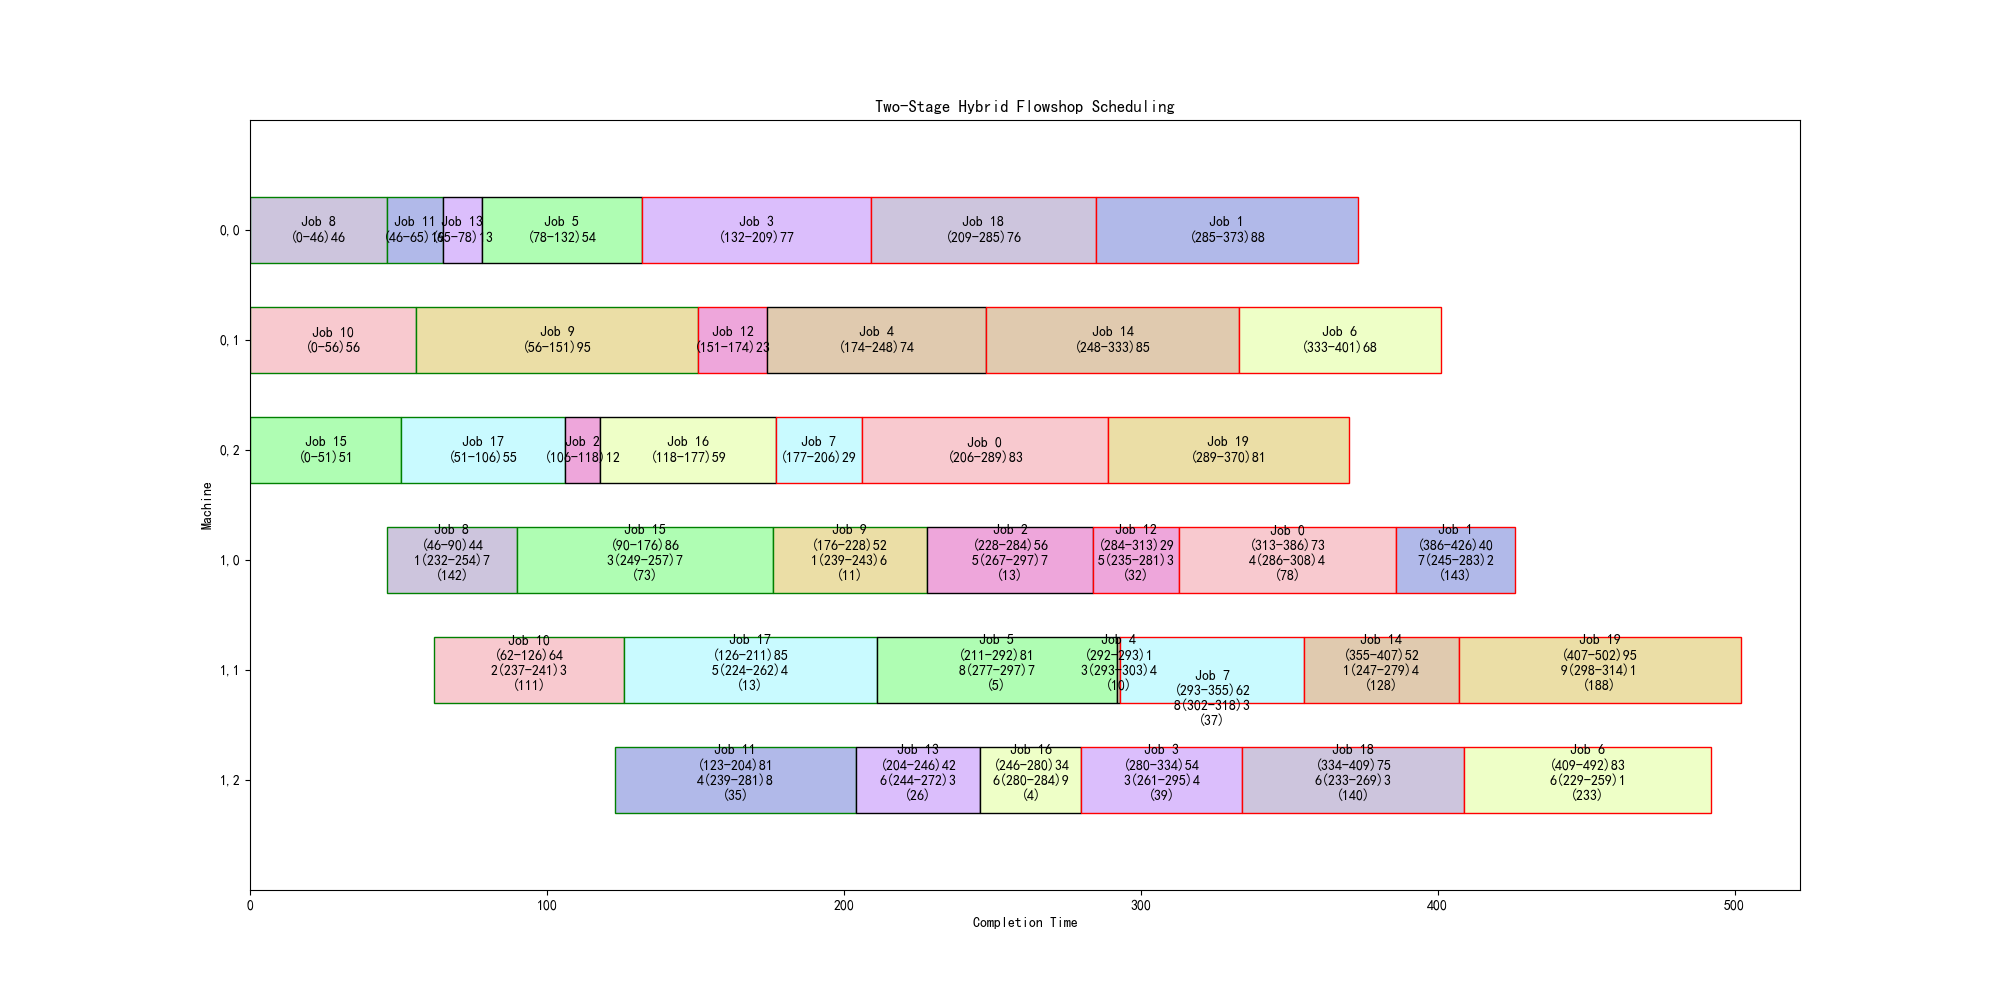 Two-Stage Hybrid Flowshop Scheduling
0,0
Job 8
(0-46)46
Job 11
(46-65)19
Job 13
(65-78)13
Job 5
(78-132)54
Job 3
(132-209)77
Job 18
(209-285)76
Job 1
(285-373)88
0,1
Job 10
(0-56)56
Job 9
(56-151)95
Job 12
(151-174)23
Job 4
(174-248)74
Job 14
(248-333)85
Job 6
(333-401)68
0,2
Job 15
(0-51)51
Job 17
(51-106)55
Job 2
(106-118)12
Job 16
(118-177)59
Job 7
(177-206)29
Job 0
(206-289)83
Job 19
(289-370)81
Machine
1,0
Job 8
(46-90)44
1(232-254)7
(142)
Job 15
(90-176)86
3(249-257)7
(73)
Job 9
(176-228)52
1(239-243)6
(11)
Job 2
(228-284)56
5(267-297)7
(13)
Job 12
(284-313)29
5(235-281)3
(32)
Job 0
(313-386)73
4(286-308)4
(78)
Job 1
(386-426)40
7(245-283)2
(143)
1,1
Job 10
(62-126)64
2(237-241)3
(111)
Job 17
(126-211)85
5(224-262)4
(13)
Job 5
(211-292)81
8(277-297)7
(5)
Job 4
(292-293)1
3(293-303)4
(10)
Job 7
(293-355)62
8(302-318)3
(37)
Job 14
(355-407)52
1(247-279)4
(128)
Job 19
(407-502)95
9(298-314)1
(188)
1,2
Job 11
(123-204)81
4(239-281)8
(35)
Job 13
(204-246)42
6(244-272)3
(26)
Job 16
(246-280)34
6(280-284)9
(4)
Job 3
(280-334)54
3(261-295)4
(39)
Job 18
(334-409)75
6(233-269)3
(140)
Job 6
(409-492)83
6(229-259)1
(233)
0
100
200
300
400
500
Completion Time